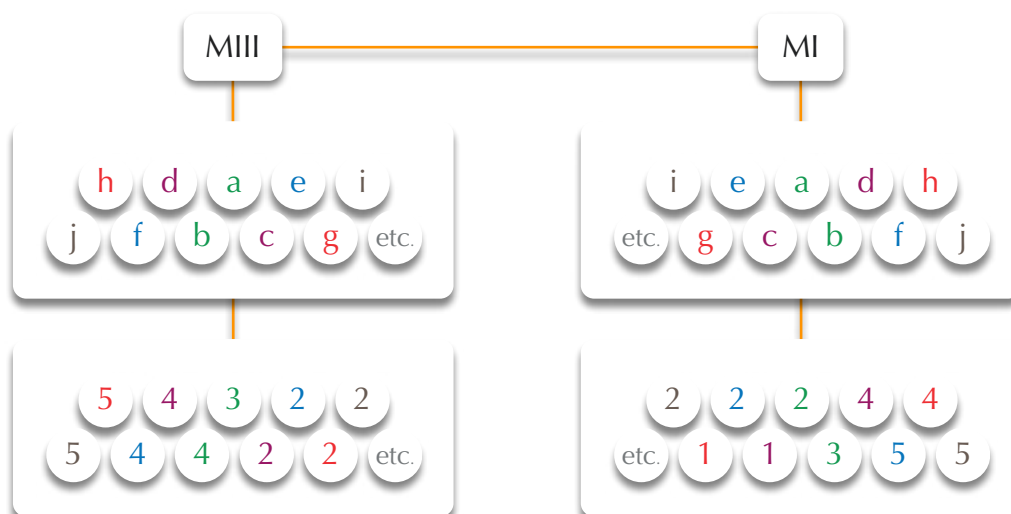 MIII MI
h d a e i
j f b c g etc.
i e a d h
etc. g c b f j
5 4 3 2 2
5 4 4 2 2 etc.
2 2 2 4 4
etc. 1 1 3 5 5